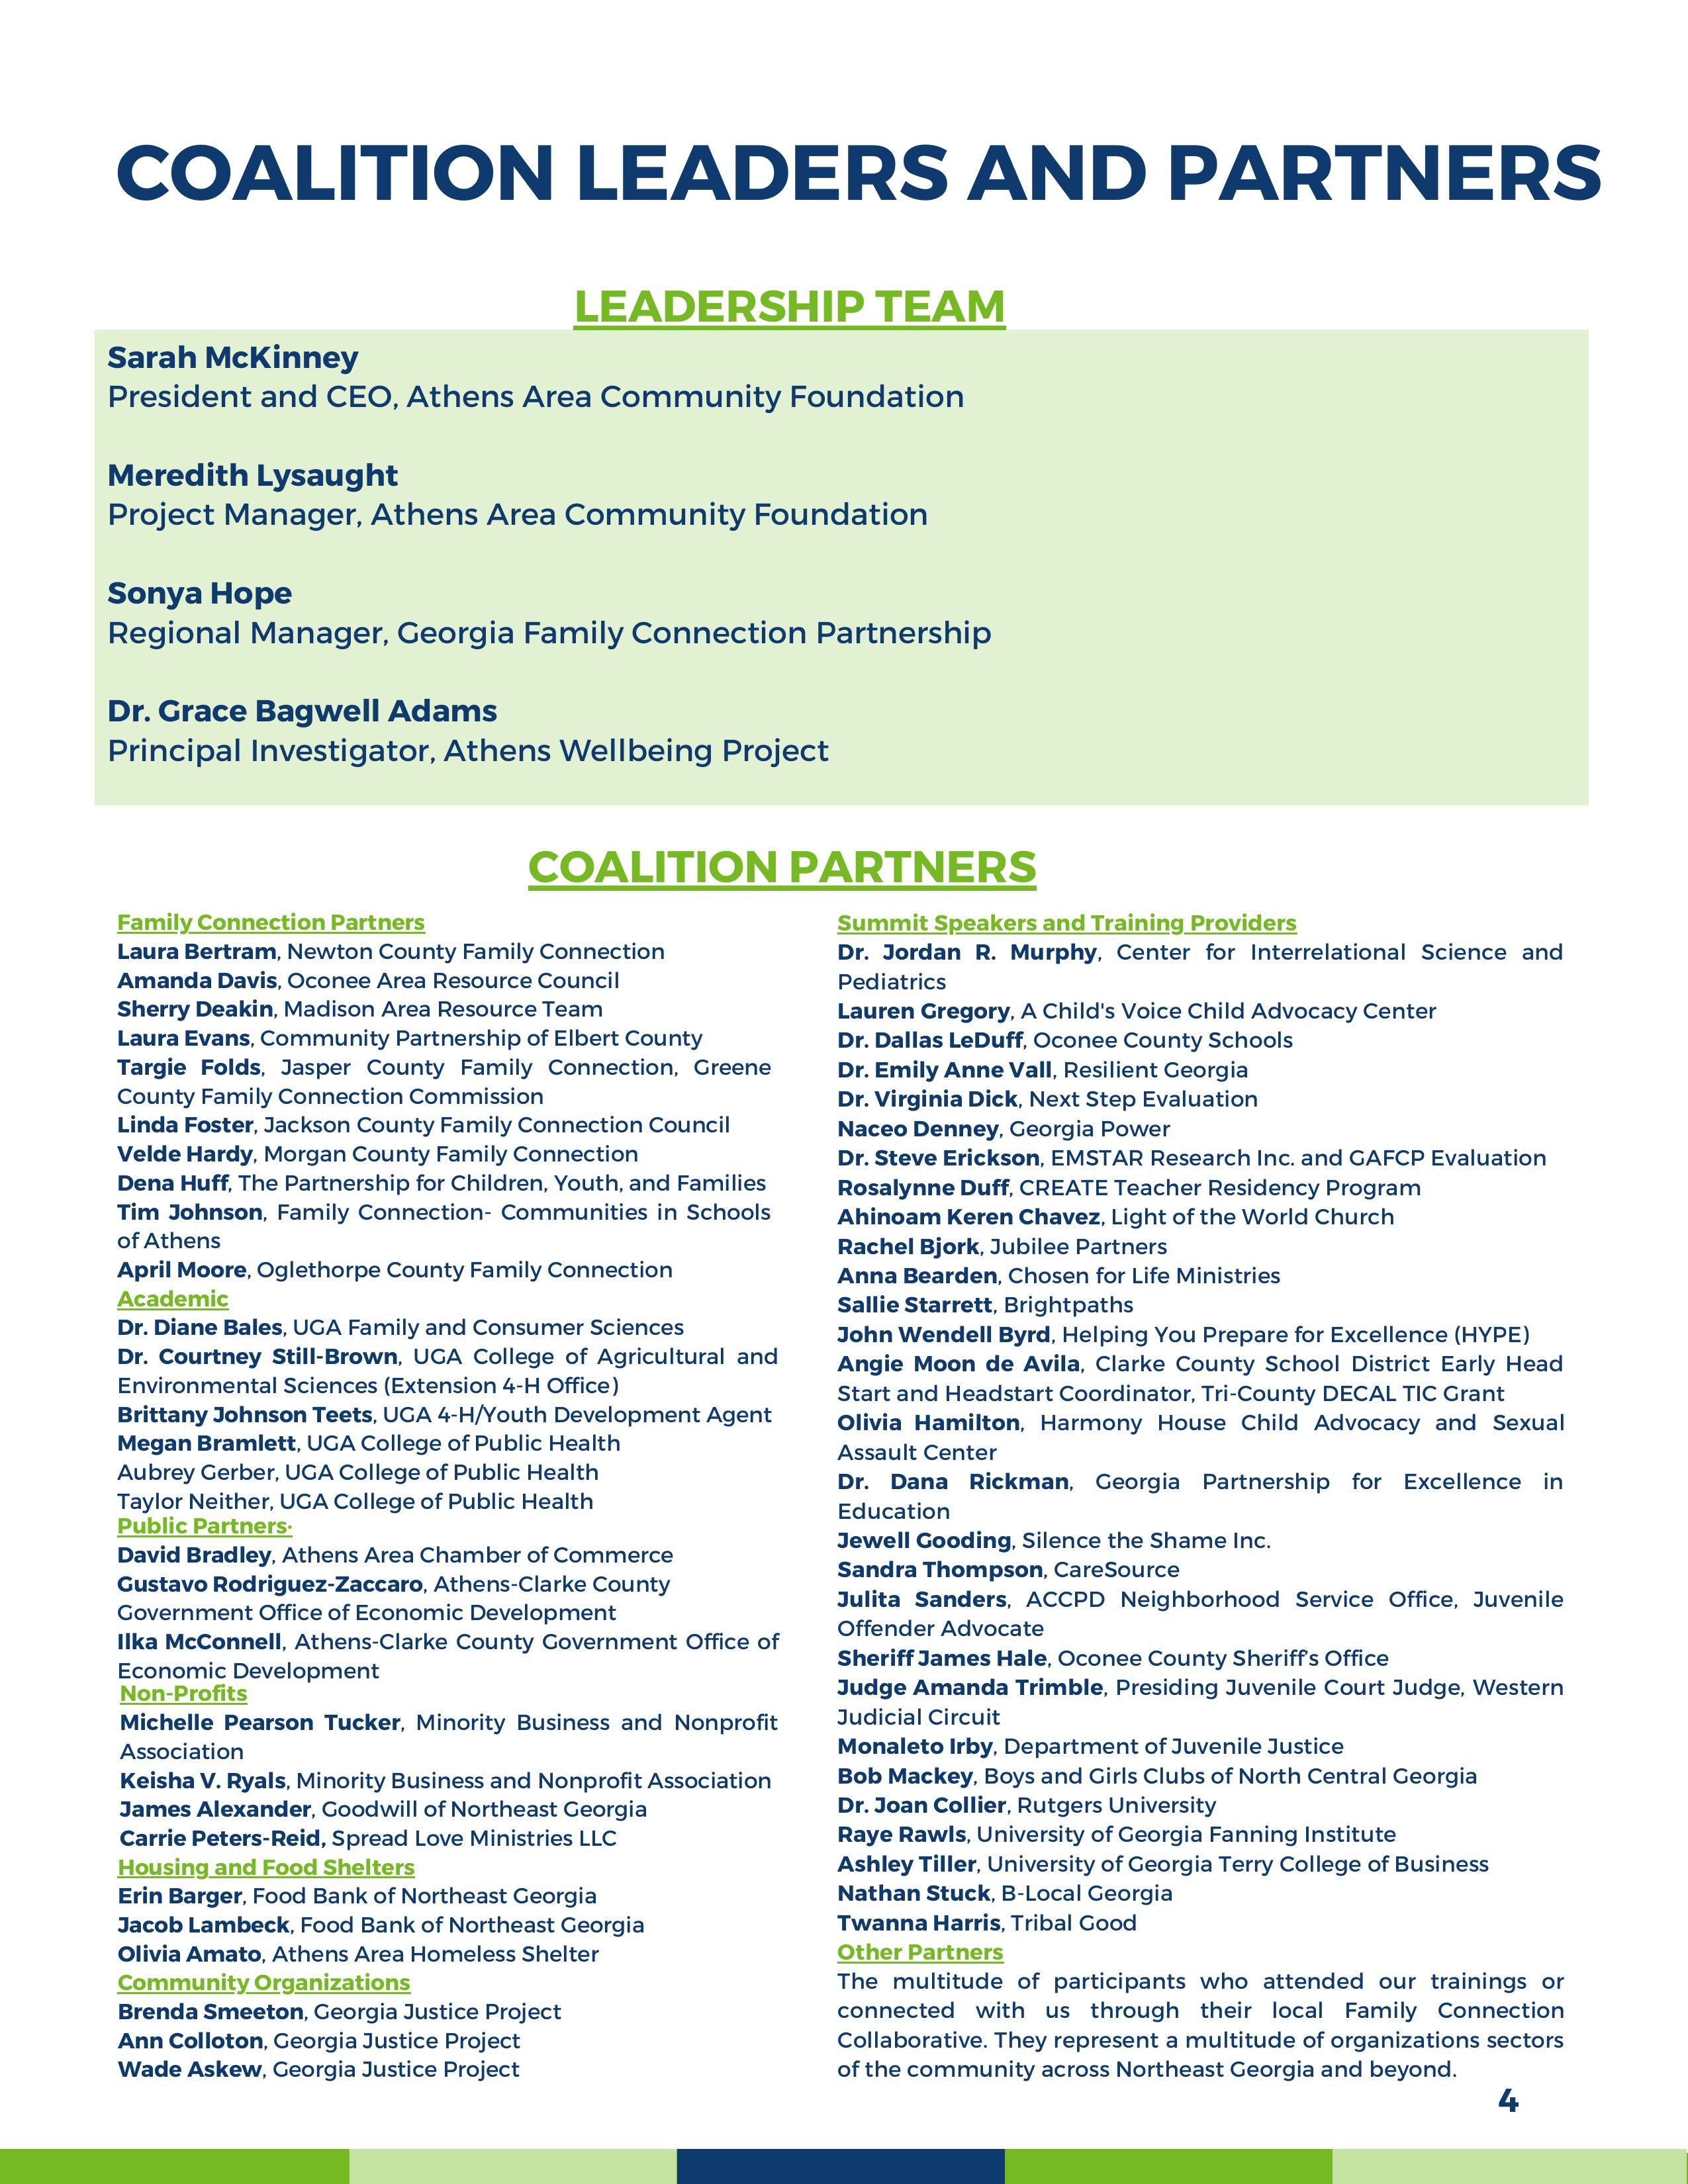 COALITION LEADERS AND PARTNERS
LEADERSHIP TEAM
Sarah McKinney
President and CEO, Athens Area Community Foundation
Meredith Lysaught
Project Manager, Athens Area Community Foundation
Sonya Hope
Regional Manager, Georgia Family Connection Partnership
Dr. Grace Bagwell Adams
Principal Investigator, Athens Wellbeing Project
COALITION PARTNERS
Family Connection Partners
Laura Bertram, Newton County Family Connection
Amanda Davis, Oconee Area Resource Council
Sherry Deakin, Madison Area Resource Team
Laura Evans, Community Partnership of Elbert County
Targie Folds, Jasper County Family Connection, Greene
County Family Connection Commission
Linda Foster, Jackson County Family Connection Council
Velde Hardy, Morgan County Family Connection
Dena Huff, The Partnership for Children, Youth, and Families
Tim Johnson, Family Connection- Communities in Schools
of Athens
April Moore, Oglethorpe County Family Connection
Academic
Dr. Diane Bales, UGA Family and Consumer Sciences
Dr. Courtney Still-Brown, UGA College of Agricultural and
Environmental Sciences (Extension 4-H Office)
Brittany Johnson Teets, UGA 4-H/Youth Development Agent
Megan Bramlett, UGA College of Public Health
Aubrey Gerber, UGA College of Public Health
Taylor Neither, UGA College of Public Health
Public Partners·
David Bradley, Athens Area Chamber of Commerce
Gustavo Rodriguez-Zaccaro, Athens-Clarke County
Government Office of Economic Development
Ilka McConnell, Athens-Clarke County Government Office of
Economic Development
Non-Profits
Michelle Pearson Tucker, Minority Business and Nonprofit
Association
Keisha V. Ryals, Minority Business and Nonprofit Association
James Alexander, Goodwill of Northeast Georgia
Carrie Peters-Reid, Spread Love Ministries LLC
Housing and Food Shelters
Erin Barger, Food Bank of Northeast Georgia
Jacob Lambeck, Food Bank of Northeast Georgia
Olivia Amato, Athens Area Homeless Shelter
Community Organizations
Brenda Smeeton, Georgia Justice Project
Ann Colloton, Georgia Justice Project
Wade Askew, Georgia Justice Project
Summit Speakers and Training Providers
Dr. Jordan R. Murphy, Center for Interrelational Science and
Pediatrics
Lauren Gregory, A Child's Voice Child Advocacy Center
Dr. Dallas LeDuff, Oconee County Schools
Dr. Emily Anne Vall, Resilient Georgia
Dr. Virginia Dick, Next Step Evaluation
Naceo Denney, Georgia Power
Dr. Steve Erickson, EMSTAR Research Inc. and GAFCP Evaluation
Rosalynne Duff, CREATE Teacher Residency Program
Ahinoam Keren Chavez, Light of the World Church
Rachel Bjork, Jubilee Partners
Anna Bearden, Chosen for Life Ministries
Sallie Starrett, Brightpaths
John Wendell Byrd, Helping You Prepare for Excellence (HYPE)
Angie Moon de Avila, Clarke County School District Early Head
Start and Headstart Coordinator, Tri-County DECAL TIC Grant
Olivia Hamilton, Harmony House Child Advocacy and Sexual
Assault Center
Dr. Dana Rickman, Georgia Partnership for Excellence in
Education
Jewell Gooding, Silence the Shame Inc.
Sandra Thompson, CareSource
Julita Sanders, ACCPD Neighborhood Service Office, Juvenile
Offender Advocate
Sheriff James Hale, Oconee County Sheriff’s Office
Judge Amanda Trimble, Presiding Juvenile Court Judge, Western
Judicial Circuit
Monaleto Irby, Department of Juvenile Justice
Bob Mackey, Boys and Girls Clubs of North Central Georgia
Dr. Joan Collier, Rutgers University
Raye Rawls, University of Georgia Fanning Institute
Ashley Tiller, University of Georgia Terry College of Business
Nathan Stuck, B-Local Georgia
Twanna Harris, Tribal Good
Other Partners
The multitude of participants who attended our trainings or
connected with us through their local Family Connection
Collaborative. They represent a multitude of organizations sectors
of the community across Northeast Georgia and beyond.
4